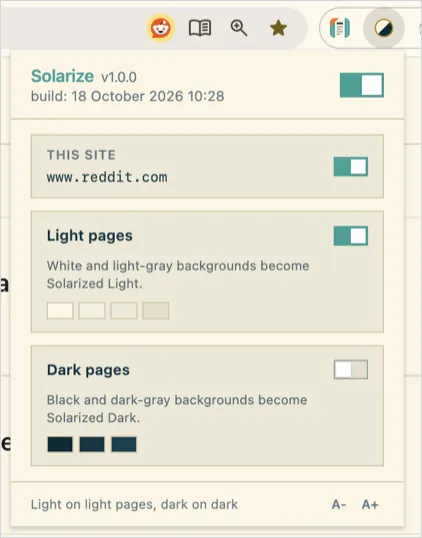 Solarize v1.0.0
build: 18 October 2026 10:28
THIS SITE
www.reddit.com
Light pages
White and light-gray backgrounds become
Solarized Light.
Dark pages
Black and dark-gray backgrounds become
Solarized Dark.
Light on light pages, dark on dark
A- A+
a
e